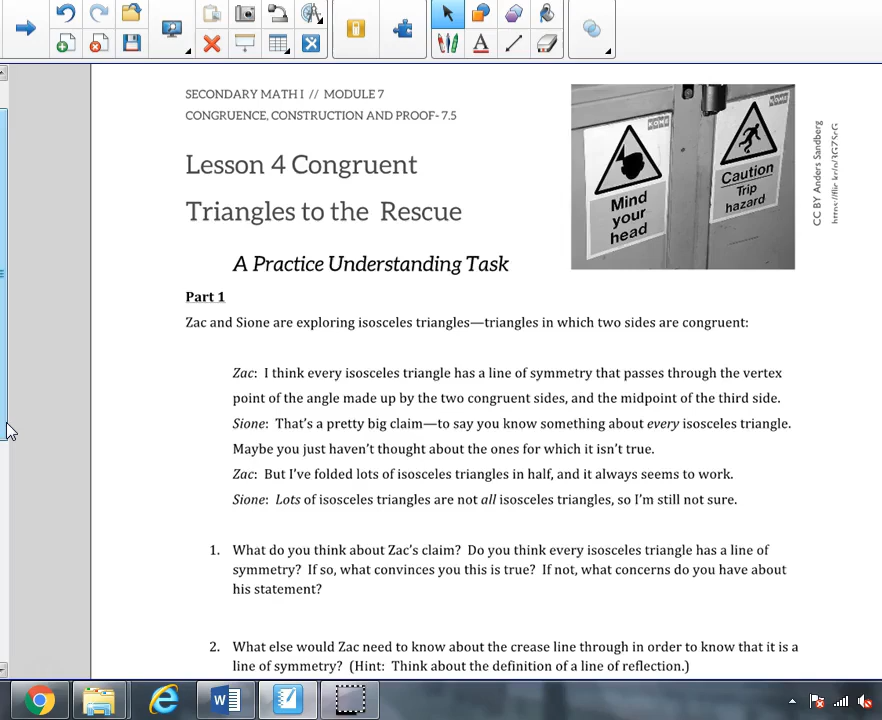 SECONDARY MATH I // MODULE 7
CONGRUENCE, CONSTRUCTION AND PROOF- 7.5
Lesson 4 Congruent
Triangles to the Rescue
A Practice Understanding Task
Mind
your
head
Caution
Trip
hazard
CC BY Anders Sandberg
Part 1
Zac and Sione are exploring isosceles triangles—triangles in which two sides are congruent:
Zac: I think every isosceles triangle has a line of symmetry that passes through the vertex
point of the angle made up by the two congruent sides, and the midpoint of the third side.
Sione: That's a pretty big claim—to say you know something about every isosceles triangle.
Maybe you just haven't thought about the ones for which it isn't true.
Zac: But I've folded lots of isosceles triangles in half, and it always seems to work.
Sione: Lots of isosceles triangles are not all isosceles triangles, so I'm still not sure.
1. What do you think about Zac's claim? Do you think every isosceles triangle has a line of
symmetry? If so, what convinces you this is true? If not, what concerns do you have about
his statement?
2. What else would Zac need to know about the crease line through in order to know that it is a
line of symmetry? (Hint: Think about the definition of a line of reflection.)